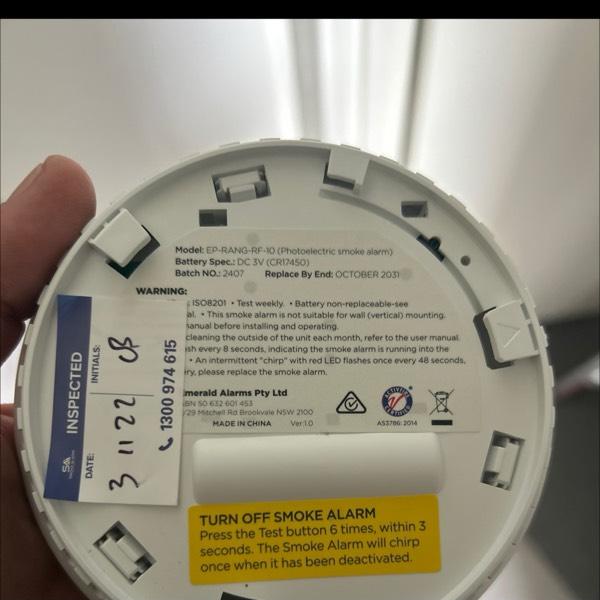 Model: EP-RANG-RF-10 (Photoelectric smoke alarm)
Battery Spec.: DC 3V (CR17450)
Batch NO.: 2407 Replace By End: OCTOBER 2031
WARNING:
ISO8201 • Test weekly. • Battery non-replaceable-see
al. • This smoke alarm is not suitable for wall (vertical) mounting.
anual before installing and operating.
cleaning the outside of the unit each month, refer to the user manual.
sh every 8 seconds, indicating the smoke alarm is running into the
• An intermittent "chirp" with red LED flashes once every 48 seconds,
ery, please replace the smoke alarm.
merald Alarms Pty Ltd
ABN 50 632 601 453
/29 Mitchell Rd Brookvale NSW 2100
MADE IN CHINA Ver:1.0
AS3786: 2014
INSPECTED
SA
DATE: INITIALS:
3 11 22
1300 974 615
TURN OFF SMOKE ALARM
Press the Test button 6 times, within 3
seconds. The Smoke Alarm will chirp
once when it has been deactivated.